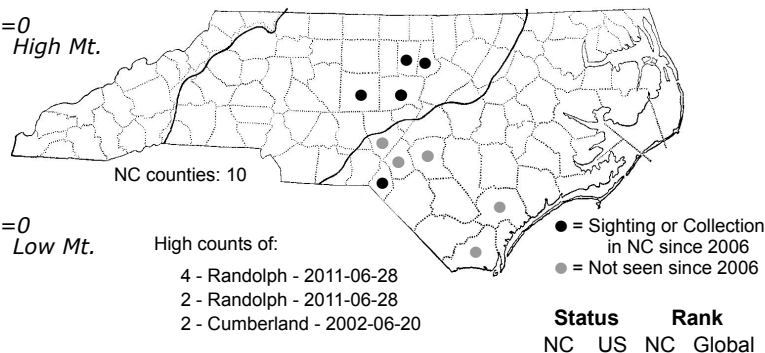 =0
High Mt.
NC counties: 10
=0
Low Mt.
High counts of:
4 - Randolph - 2011-06-28
2 - Randolph - 2011-06-28
2 - Cumberland - 2002-06-20
= Sighting or Collection
in NC since 2006
= Not seen since 2006
Status Rank
NC US NC Global